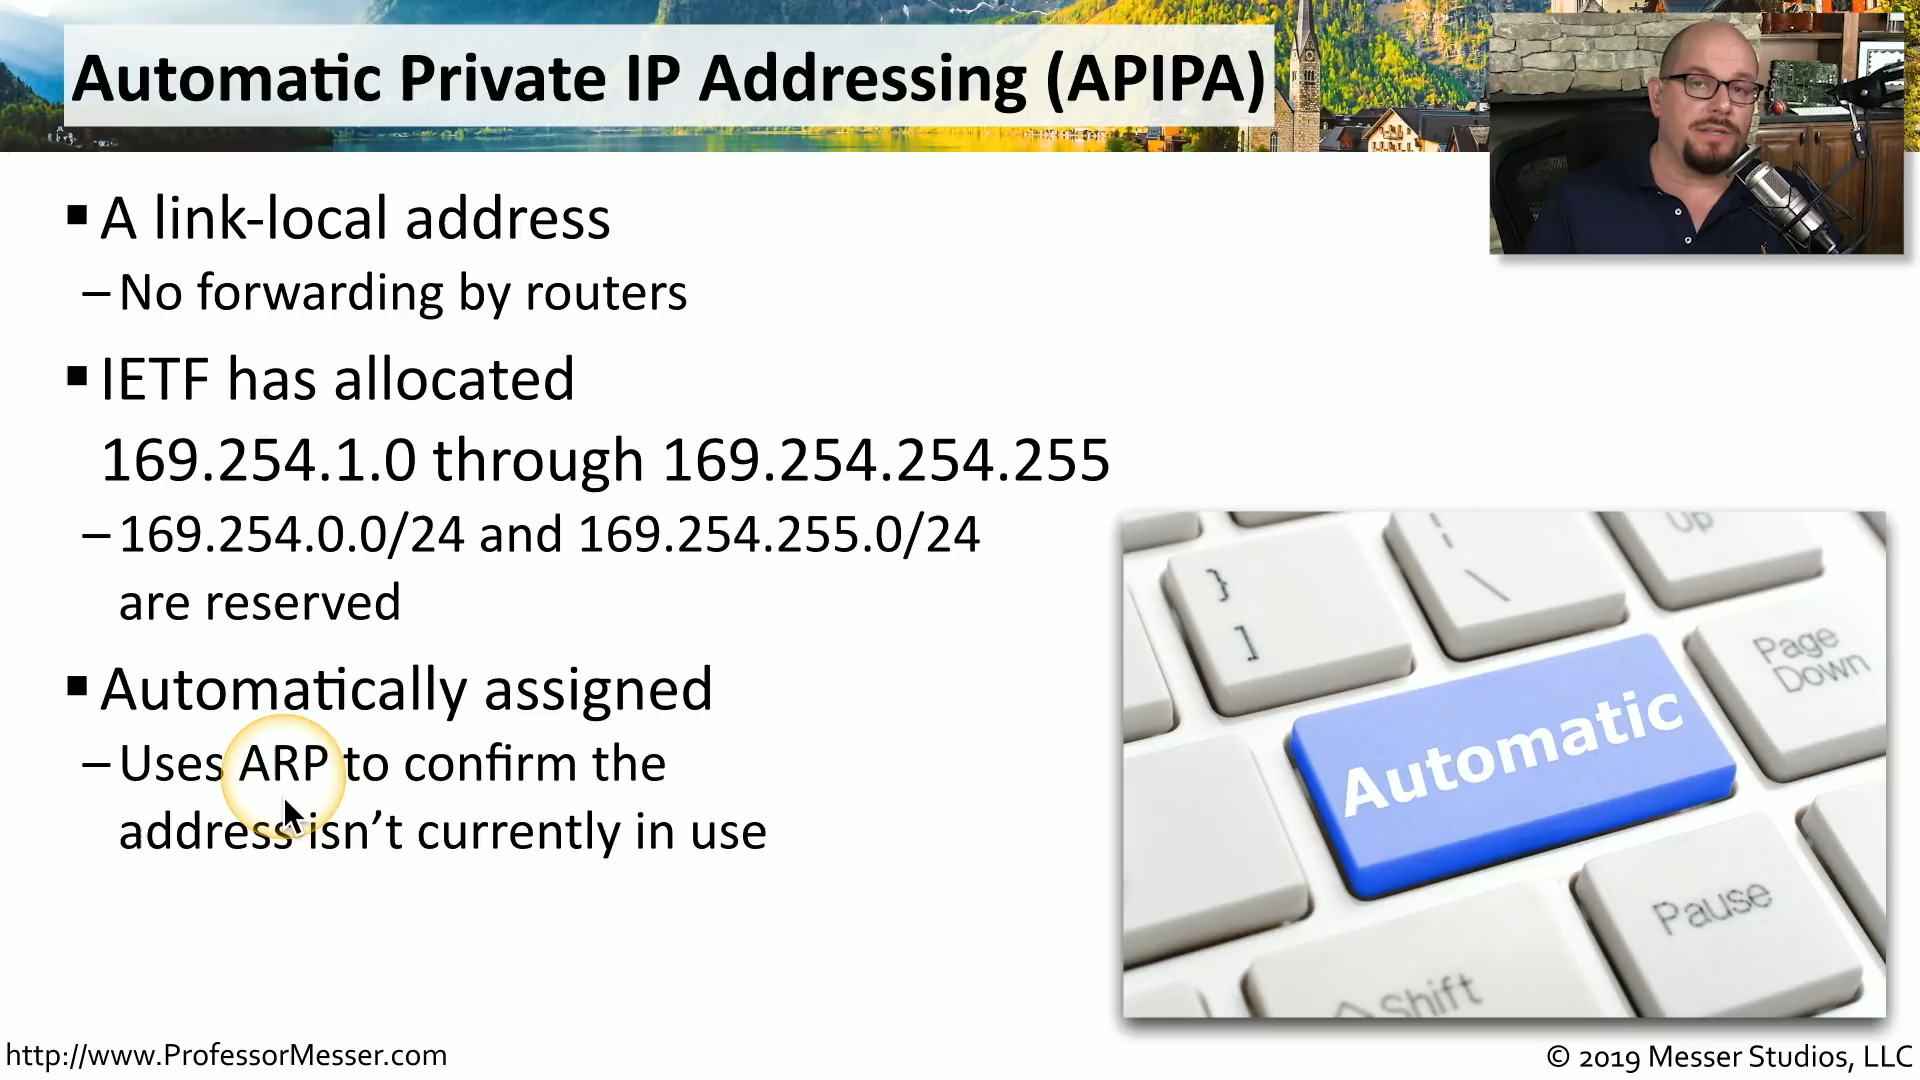 Automatic Private IP Addressing (APIPA)
▪ A link-local address
– No forwarding by routers
▪ IETF has allocated
169.254.1.0 through 169.254.254.255
– 169.254.0.0/24 and 169.254.255.0/24
are reserved
▪ Automatically assigned
– Uses ARP to confirm the
address isn’t currently in use
}
]
\
Up
Page
Down
Automatic
Pause
Shift
http://www.ProfessorMesser.com
© 2019 Messer Studios, LLC